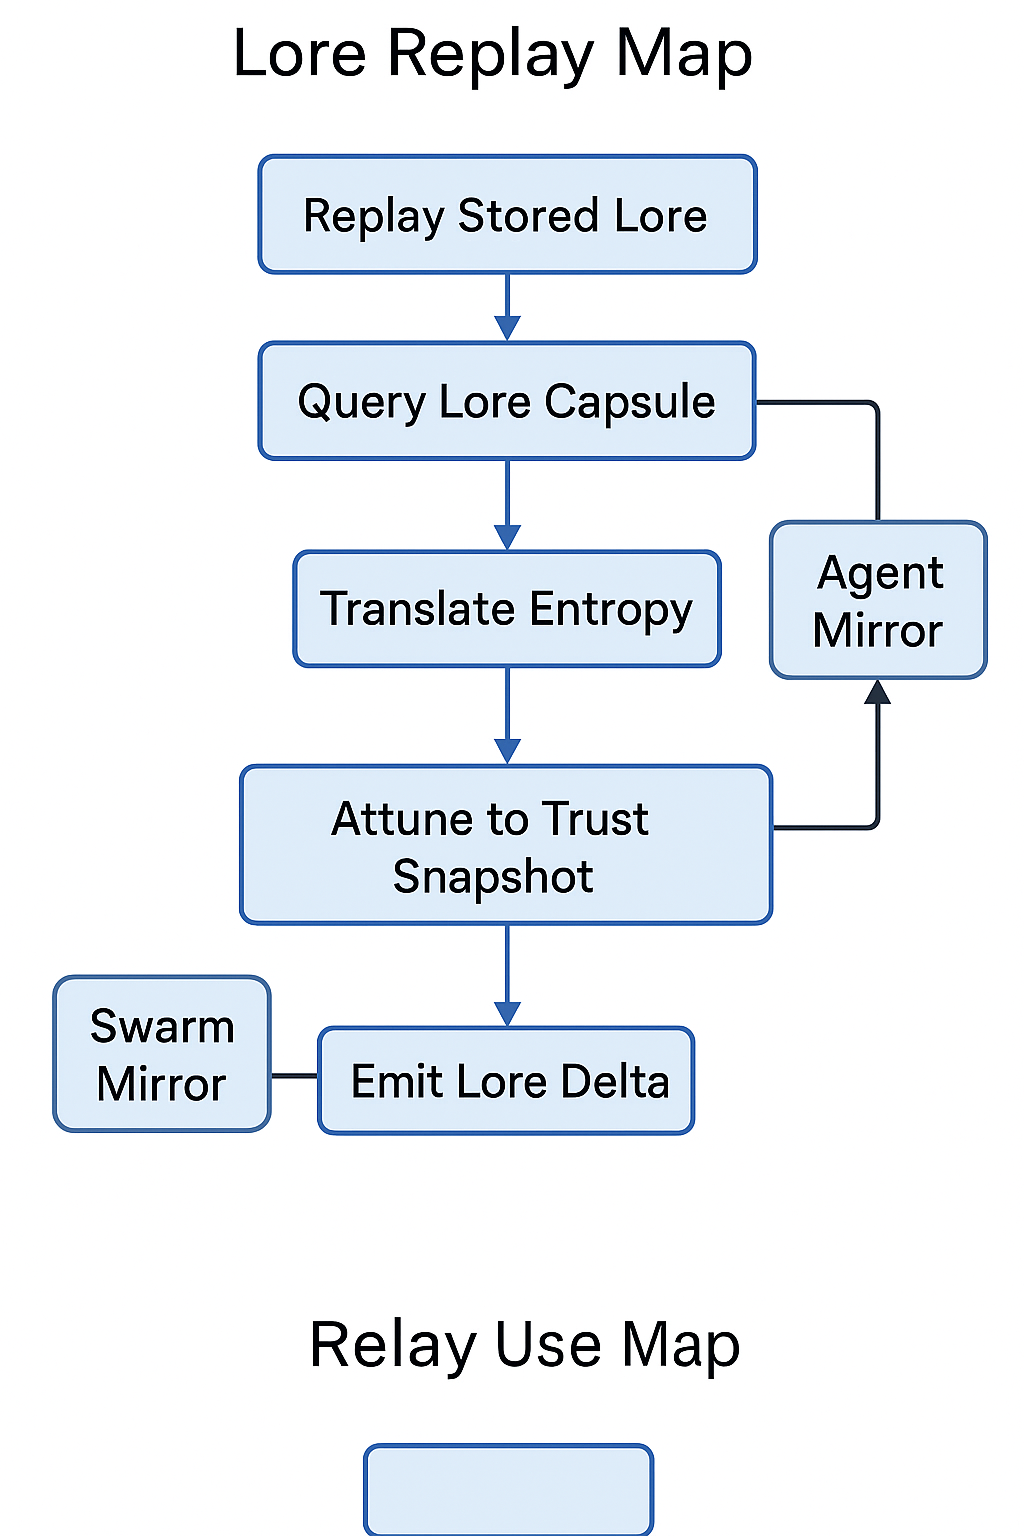 Lore Replay Map
Replay Stored Lore
Query Lore Capsule
Translate Entropy
Agent
Mirror
Attune to Trust
Snapshot
Swarm
Mirror
Emit Lore Delta
Relay Use Map